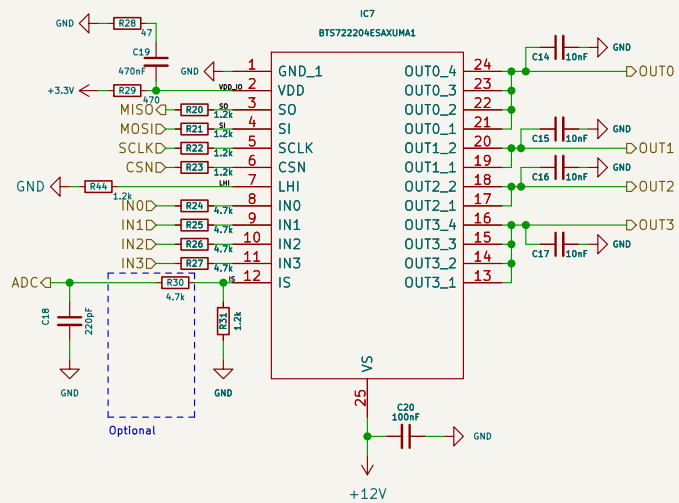 IC7
BTS722204ESAXUMA1
GND R28 47
C19 470nF
+3.3V R29 470
GND 1 GND_1
VDD_IO 2 VDD
MISO R20 1.2k SO 3 SO
MOSI R21 1.2k SI 4 SI
SCLK R22 1.2k 5 SCLK
CSN R23 1.2k 6 CSN
GND R44 1.2k LHI 7 LHI
IN0 R24 4.7k 8 IN0
IN1 R25 4.7k 9 IN1
IN2 R26 4.7k 10 IN2
IN3 R27 4.7k 11 IN3
ADC R30 4.7k IS 12 IS
C18 220pF
GND
R31 1.2k
GND
Optional
OUT0_4 24
OUT0_3 23
OUT0_2 22
OUT0_1 21
OUT1_2 20
OUT1_1 19
OUT2_2 18
OUT2_1 17
OUT3_4 16
OUT3_3 15
OUT3_2 14
OUT3_1 13
C14 10nF GND
OUT0
C15 10nF GND
OUT1
C16 10nF GND
OUT2
OUT3
C17 10nF GND
VS
25
C20
100nF
GND
+12V